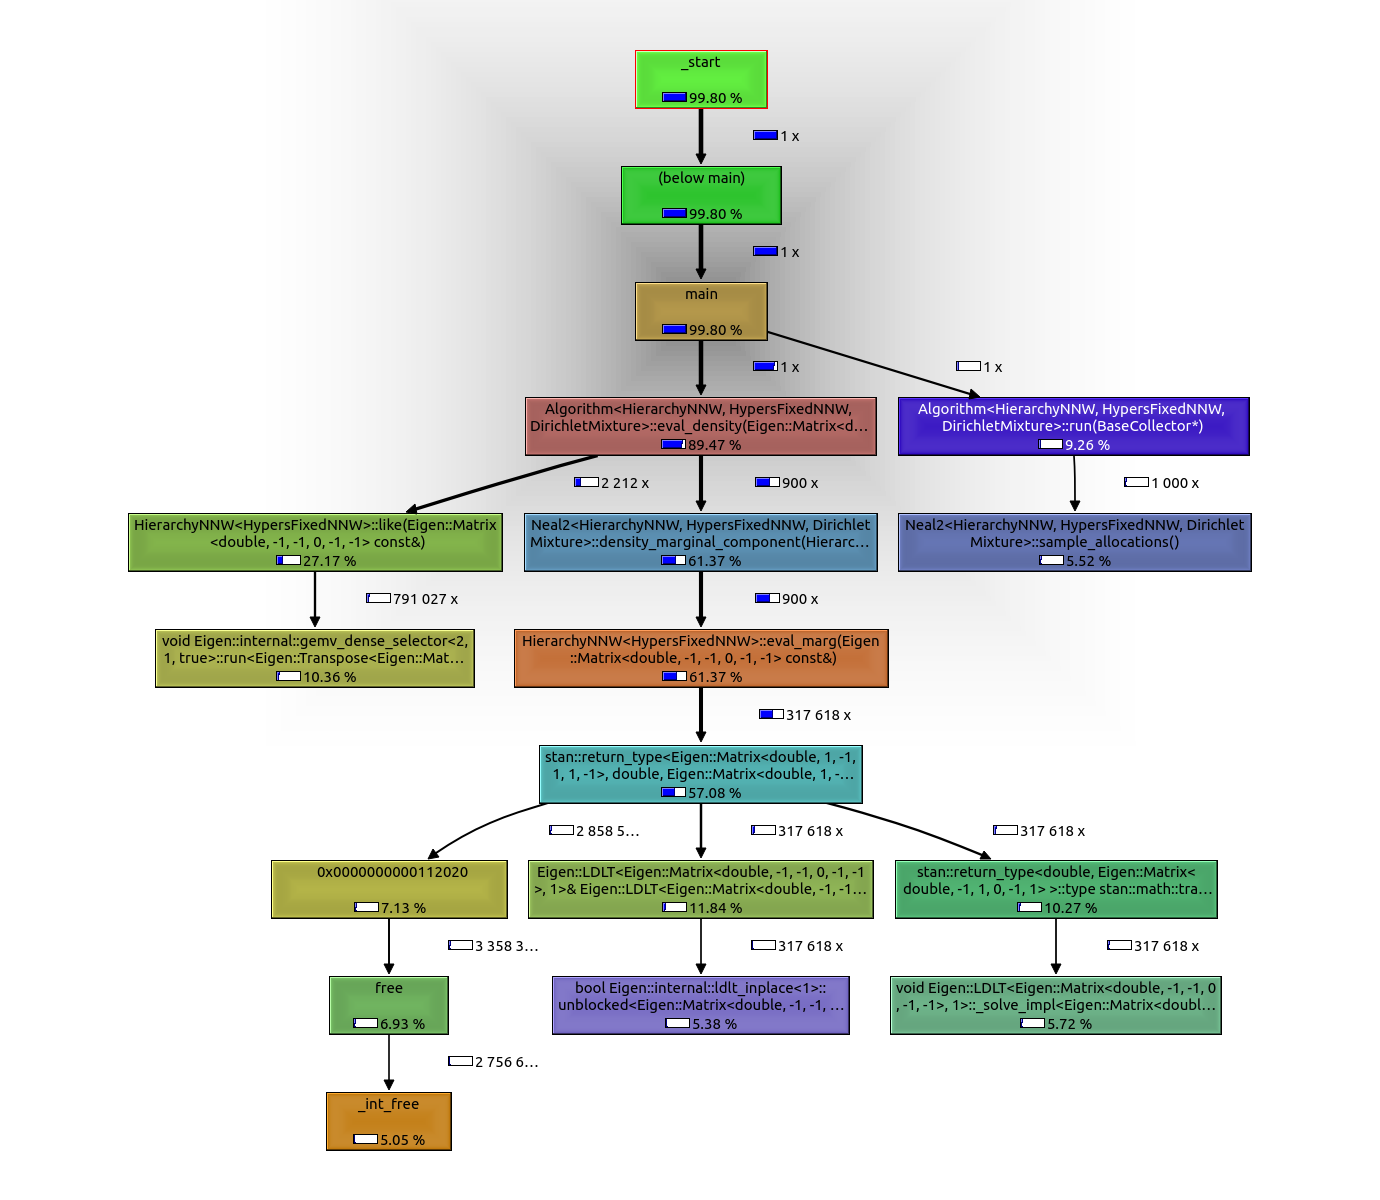 _start
99.80 %
1 x
(below main)
99.80 %
1 x
main
99.80 %
1 x
1 x
Algorithm<HierarchyNNW, HypersFixedNNW,
DirichletMixture>::eval_density(Eigen::Matrix<d...
89.47 %
Algorithm<HierarchyNNW, HypersFixedNNW,
DirichletMixture>::run(BaseCollector*)
9.26 %
2 212 x
900 x
1 000 x
HierarchyNNW<HypersFixedNNW>::like(Eigen::Matrix
<double, -1, -1, 0, -1, -1> const&)
27.17 %
Neal2<HierarchyNNW, HypersFixedNNW, Dirichlet
Mixture>::density_marginal_component(Hierarc...
61.37 %
Neal2<HierarchyNNW, HypersFixedNNW, Dirichlet
Mixture>::sample_allocations()
5.52 %
791 027 x
900 x
void Eigen::internal::gemv_dense_selector<2,
1, true>::run<Eigen::Transpose<Eigen::Mat...
10.36 %
HierarchyNNW<HypersFixedNNW>::eval_marg(Eigen
::Matrix<double, -1, -1, 0, -1, -1> const&)
61.37 %
317 618 x
stan::return_type<Eigen::Matrix<double, 1, -1,
1, 1, -1>, double, Eigen::Matrix<double, 1, -...
57.08 %
2 858 5...
317 618 x
317 618 x
0x0000000000112020
7.13 %
Eigen::LDLT<Eigen::Matrix<double, -1, -1, 0, -1, -1
>, 1>& Eigen::LDLT<Eigen::Matrix<double, -1, -1...
11.84 %
stan::return_type<double, Eigen::Matrix<
double, -1, 1, 0, -1, 1> >::type stan::math::tra...
10.27 %
3 358 3...
317 618 x
317 618 x
free
6.93 %
bool Eigen::internal::ldlt_inplace<1>::
unblocked<Eigen::Matrix<double, -1, -1, ...
5.38 %
void Eigen::LDLT<Eigen::Matrix<double, -1, -1, 0
, -1, -1>, 1>::_solve_impl<Eigen::Matrix<doubl...
5.72 %
2 756 6...
_int_free
5.05 %